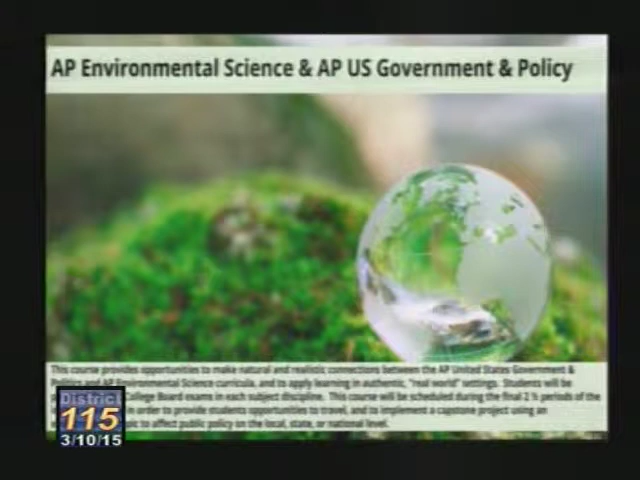 AP Environmental Science & AP US Government & Policy
This course provides opportunities to make natural and realistic connections between the AP United States Government &
and AP Environmental Science curricula, and to apply learning in authentic, "real world" settings. Students will be
College Board exams in each subject discipline. This course will be scheduled during the final 2 ½ periods of the
in order to provide students opportunities to travel, and to implement a capstone project using an
to affect public policy on the local, state, or national level.
District
115
3/10/15